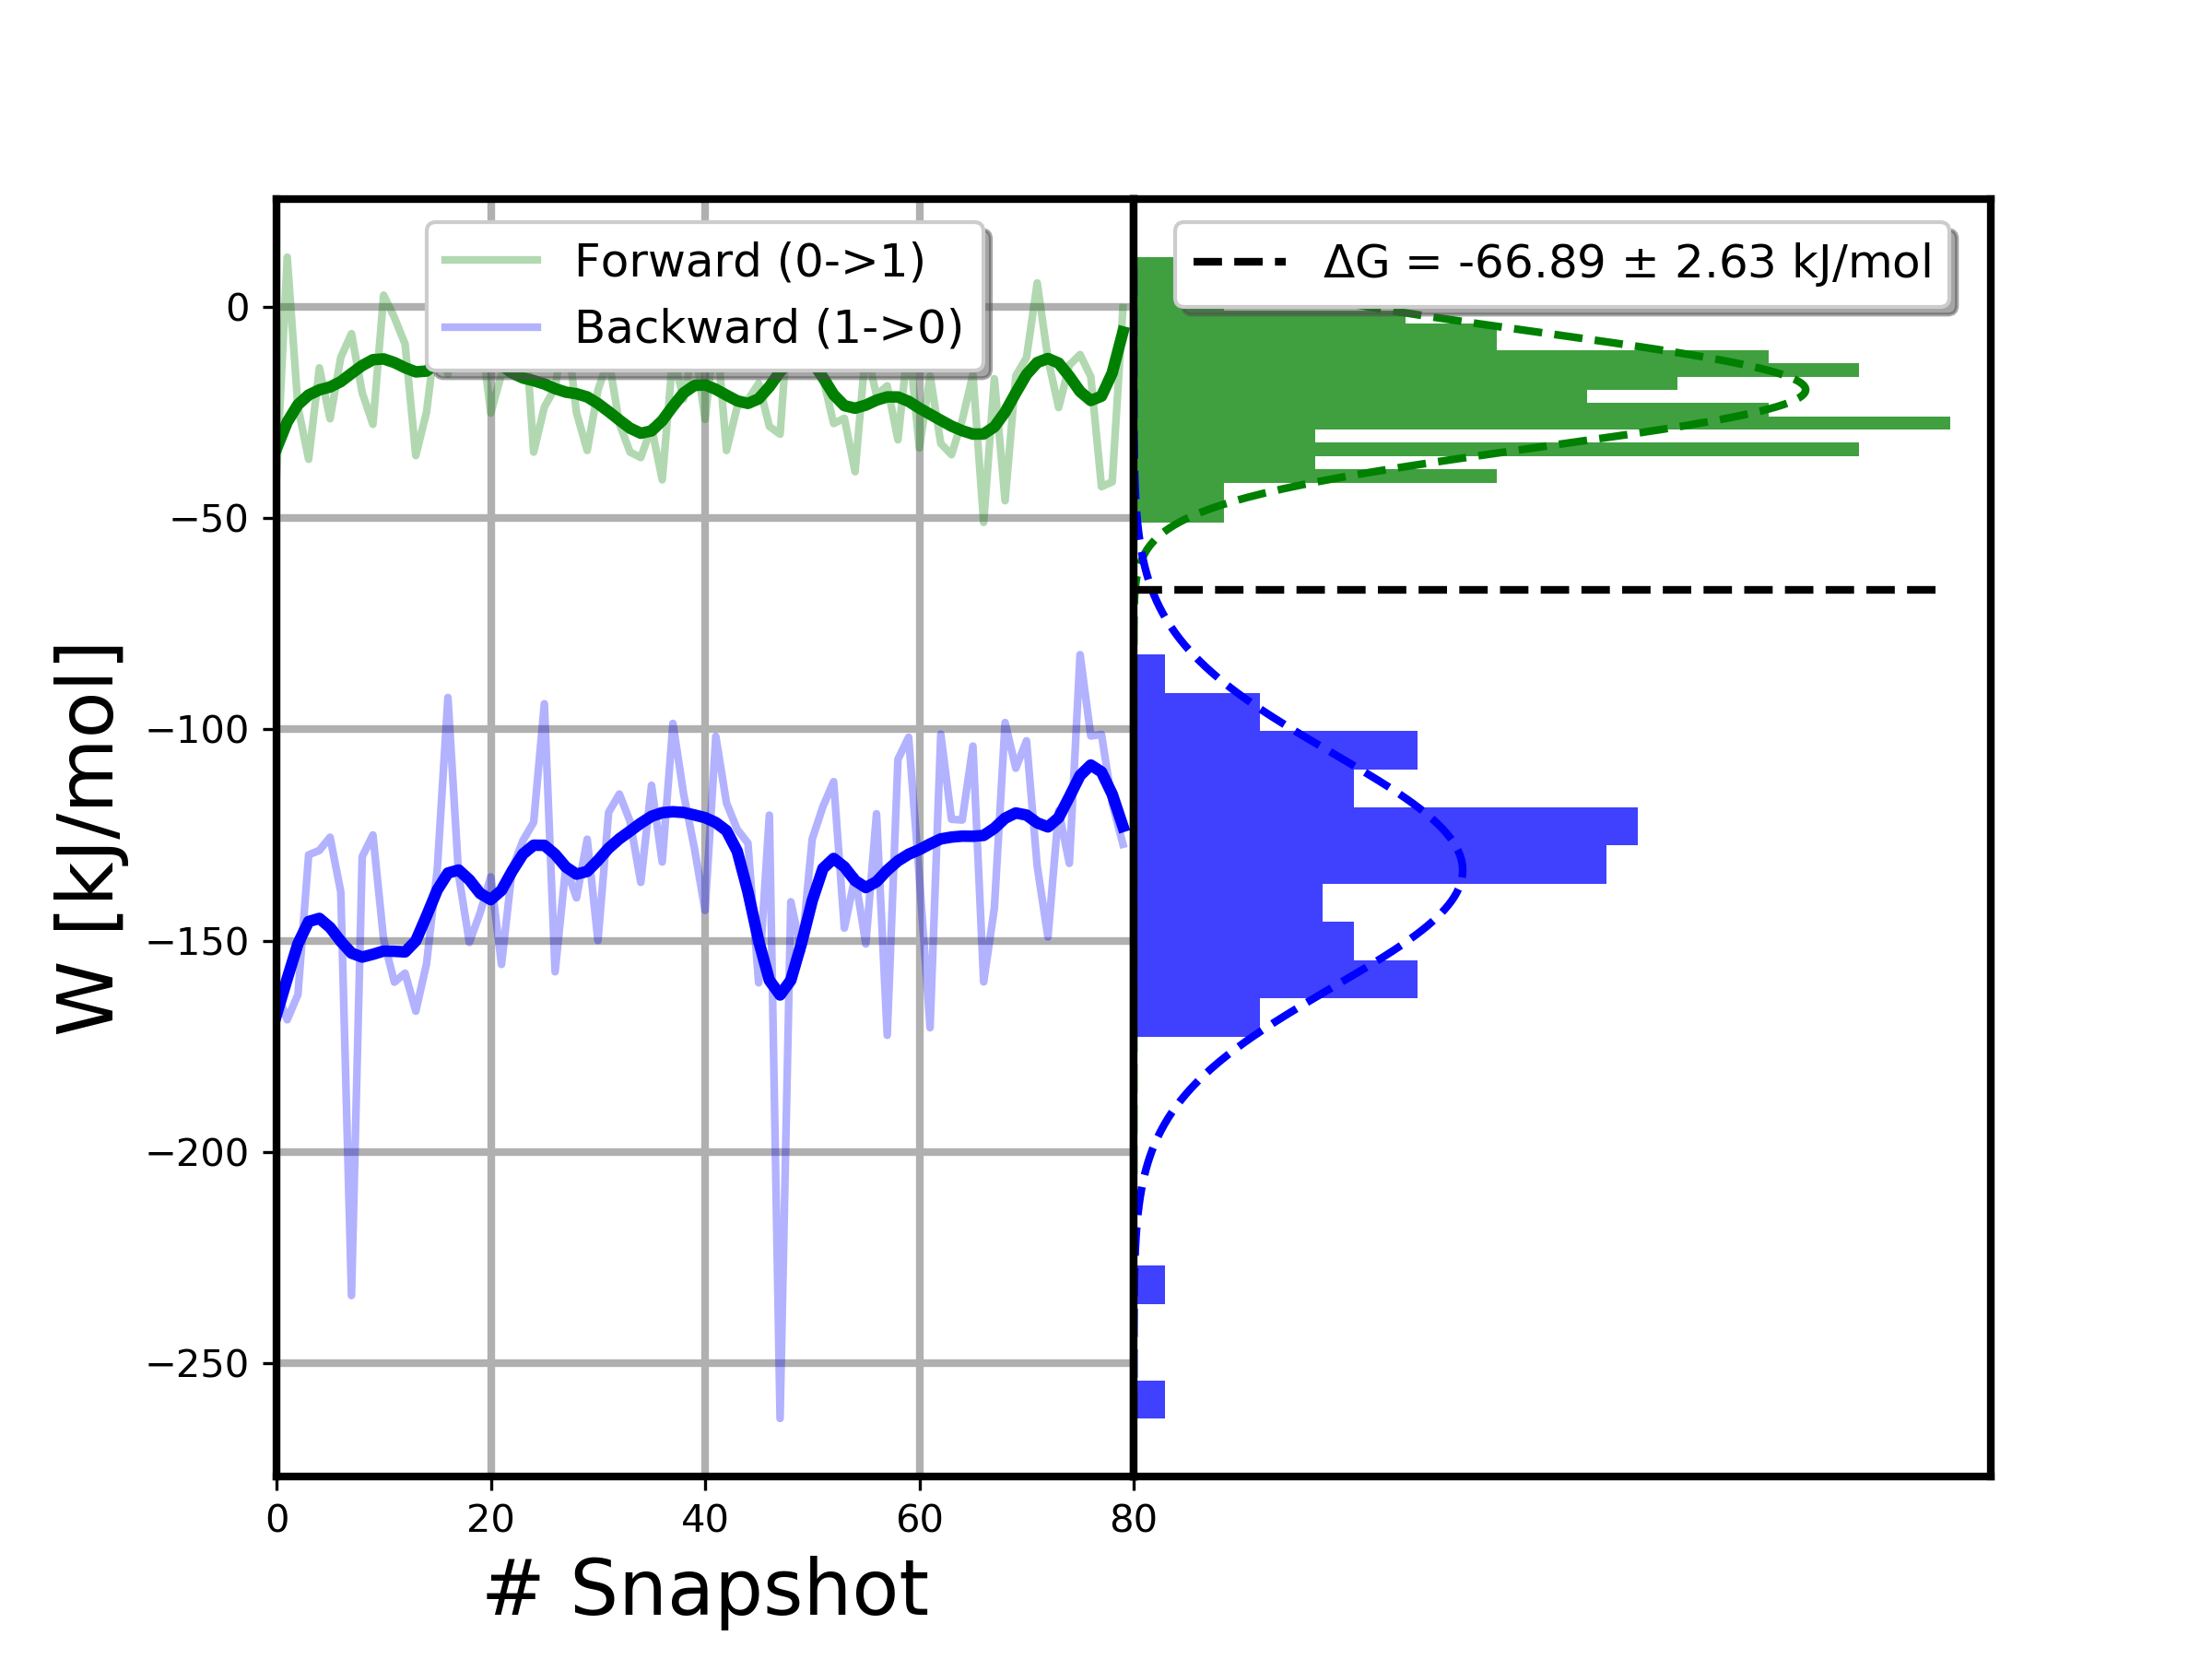 Forward (0->1)
Backward (1->0)
ΔG = -66.89 ± 2.63 kJ/mol
W [kJ/mol]
0
−50
−100
−150
−200
−250
0 20 40 60 80
# Snapshot